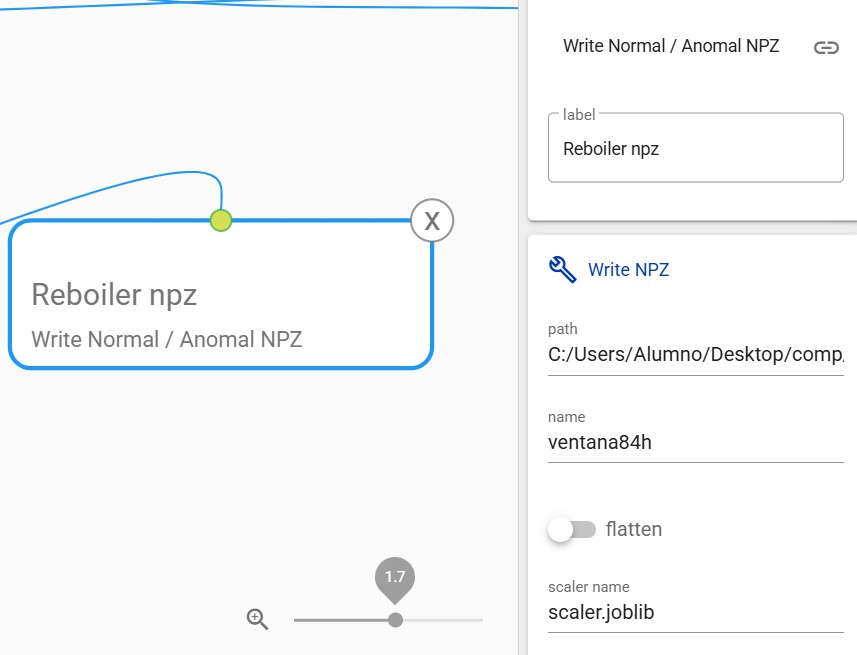 Write Normal / Anomal NPZ
label
Reboiler npz
X
Reboiler npz
Write Normal / Anomal NPZ
Write NPZ
path
C:/Users/Alumno/Desktop/comp/
name
ventana84h
flatten
1.7
scaler name
scaler.joblib